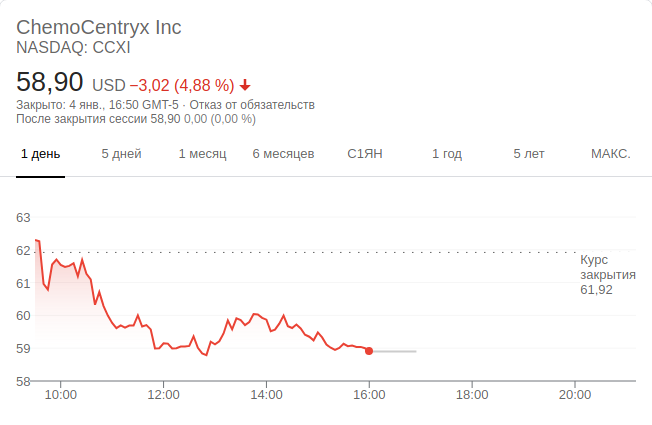 ChemoCentryx Inc
NASDAQ: CCXI
58,90 USD −3,02 (4,88 %)
Закрыто: 4 янв., 16:50 GMT-5 · Отказ от обязательств
После закрытия сессии 58,90 0,00 (0,00 %)
1 день 5 дней 1 месяц 6 месяцев С1ЯН 1 год 5 лет МАКС.
63
62
Курс
закрытия
61,92
61
60
59
58
10:00 12:00 14:00 16:00 18:00 20:00